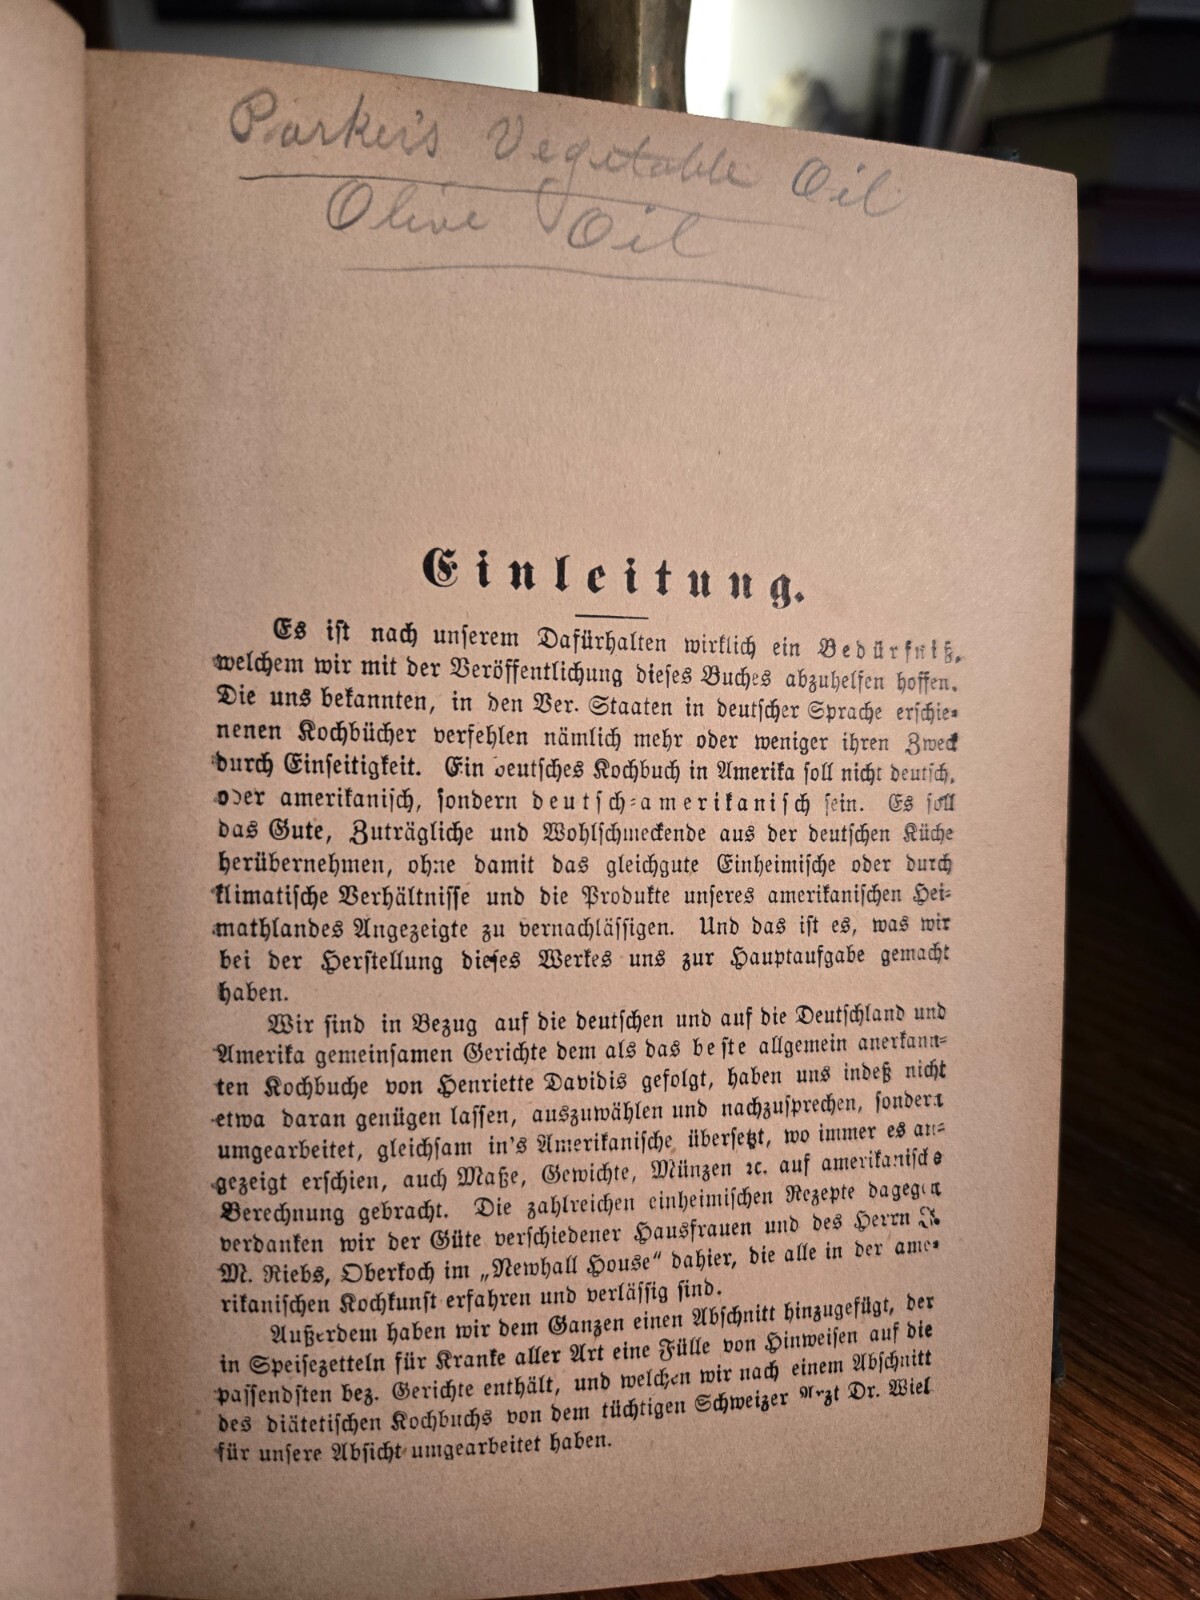 Parker's Vegetable Oil
Olive Oil
Einleitung.
Es ist nach unserem Dafürhalten wirklich ein Bedürfniß,
welchem wir mit der Veröffentlichung dieses Buches abzuhelfen hoffen.
Die uns bekannten, in den Ver. Staaten in deutscher Sprache erschie-
nenen Kochbücher verfehlen nämlich mehr oder weniger ihren Zweck
durch Einseitigkeit. Ein deutsches Kochbuch in Amerika soll nicht deutsch,
oder amerikanisch, sondern deutsch-amerikanisch sein. Es soll
das Gute, Zuträgliche und Wohlschmeckende aus der deutschen Küche
herübernehmen, ohne damit das gleichgute Einheimische oder durch
klimatische Verhältnisse und die Produkte unseres amerikanischen Hei-
mathlandes Angezeigte zu vernachlässigen. Und das ist es, was wir
bei der Herstellung dieses Werkes uns zur Hauptaufgabe gemacht
haben.
Wir sind in Bezug auf die deutschen und auf die Deutschland und
Amerika gemeinsamen Gerichte dem als das beste allgemein anerkann-
ten Kochbuche von Henriette Davidis gefolgt, haben uns indeß nicht
etwa daran genügen lassen, auszuwählen und nachzusprechen, sondern
umgearbeitet, gleichsam in's Amerikanische übersetzt, wo immer es an-
gezeigt erschien, auch Maße, Gewichte, Münzen ꝛc. auf amerikanische
Berechnung gebracht. Die zahlreichen einheimischen Rezepte dagegen
verdanken wir der Güte verschiedener Hausfrauen und des Herrn
M. Riebs, Oberkoch im „Newhall House“ dahier, die alle in der ame-
rikanischen Kochkunst erfahren und verlässig sind.
Außerdem haben wir dem Ganzen einen Abschnitt hinzugefügt, der
in Speisezetteln für Kranke aller Art eine Fülle von Hinweisen auf die
passendsten bez. Gerichte enthält, und welchen wir nach einem Abschnitt
des diätetischen Kochbuchs von dem tüchtigen Schweizer Arzt Dr. Wiel
für unsere Absicht umgearbeitet haben.